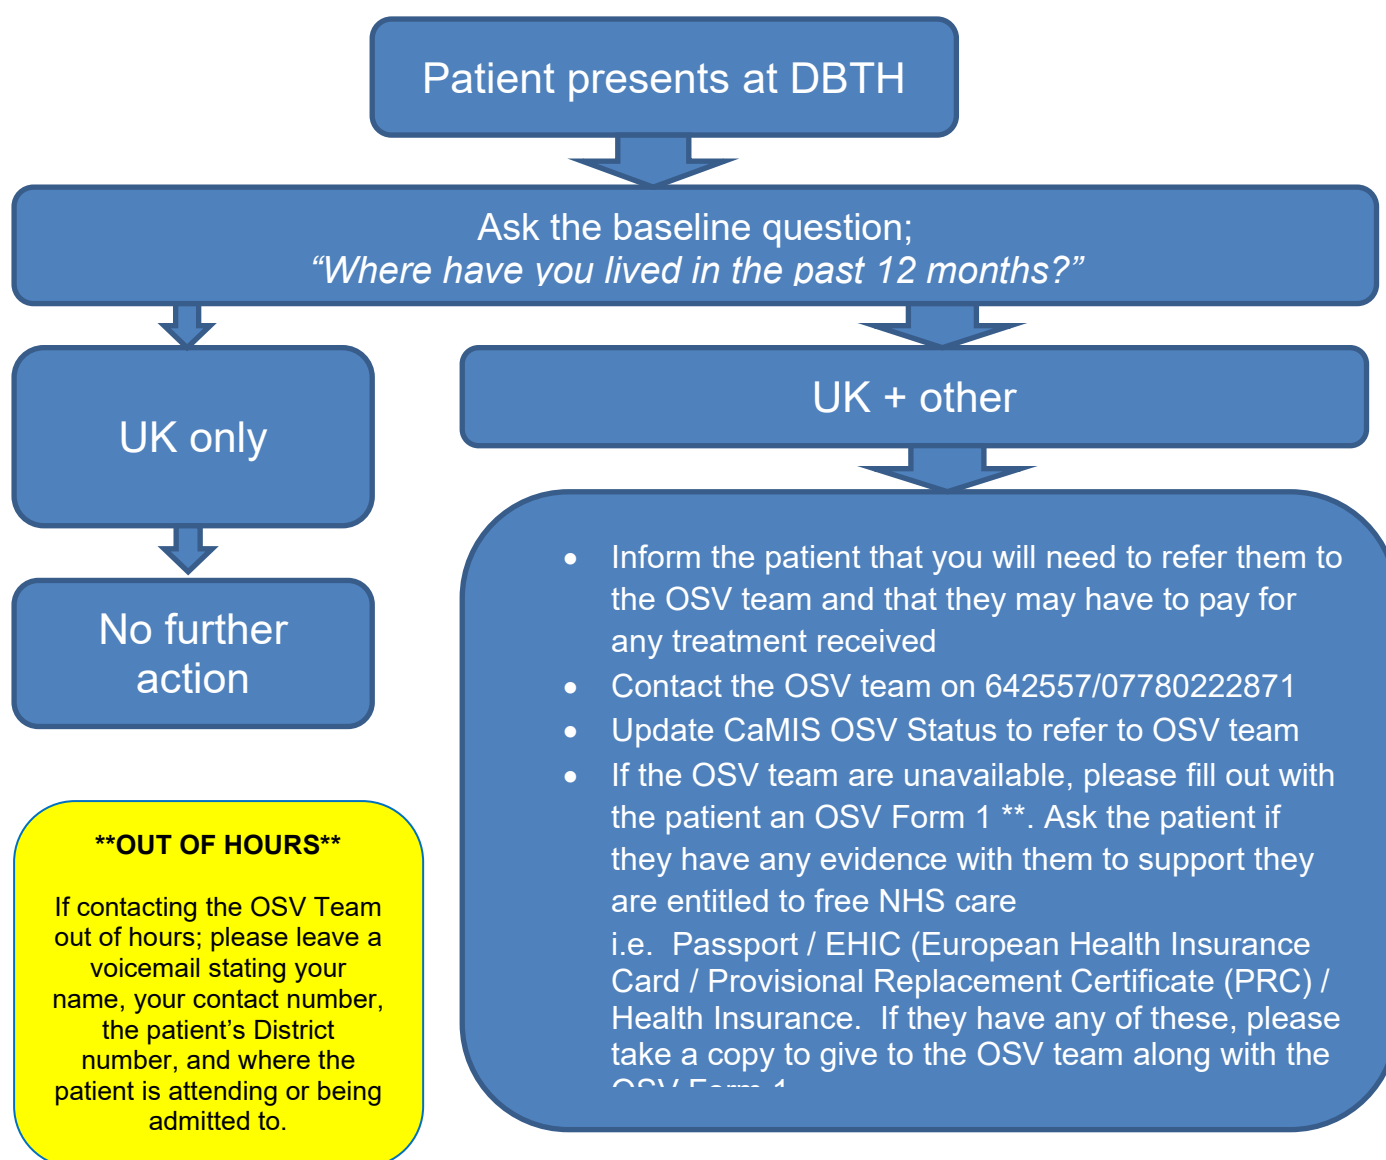 Patient presents at DBTH
Ask the baseline question;
“Where have you lived in the past 12 months?”
UK only
UK + other
No further
action
• Inform the patient that you will need to refer them to
the OSV team and that they may have to pay for
any treatment received
• Contact the OSV team on 642557/07780222871
• Update CaMIS OSV Status to refer to OSV team
• If the OSV team are unavailable, please fill out with
the patient an OSV Form 1 **. Ask the patient if
they have any evidence with them to support they
are entitled to free NHS care
i.e. Passport / EHIC (European Health Insurance
Card / Provisional Replacement Certificate (PRC) /
Health Insurance. If they have any of these, please
take a copy to give to the OSV team along with the
OSV Form 1
**OUT OF HOURS**
If contacting the OSV Team
out of hours; please leave a
voicemail stating your
name, your contact number,
the patient’s District
number, and where the
patient is attending or being
admitted to.